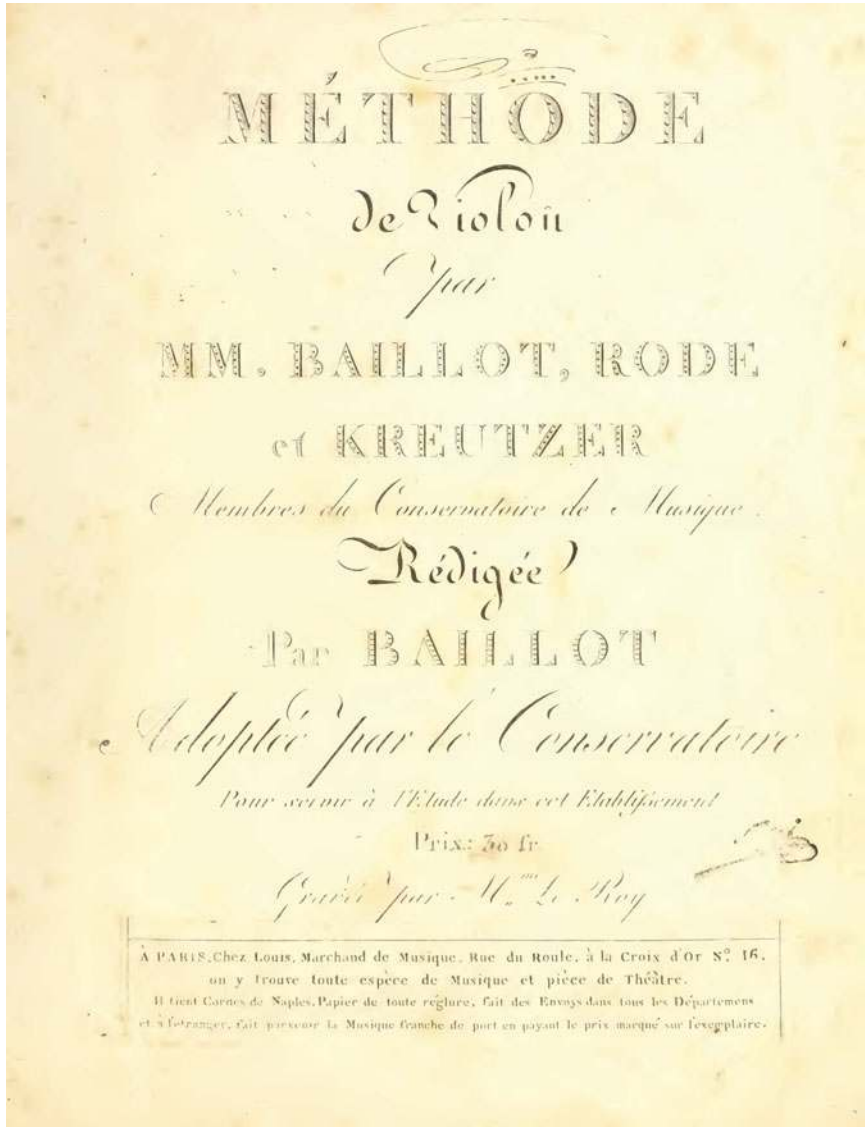 MÉTHODE
de Violon
par
MM. BAILLOT, RODE
et KREUTZER
Membres du Conservatoire de Musique.
Rédigée
Par BAILLOT
Adoptée par le Conservatoire
Pour servir à l'Etude dans cet Etablissement
Prix: 30 fr
Gravé par Mme Le Roy
À PARIS, Chez Louis, Marchand de Musique, Rue du Roule, à la Croix d'Or No. 16.
on y trouve toute espèce de Musique et pièce de Théâtre.
Il tient Cordes de Naples, Papier de toute réglure, fait des Envoys dans tous les Départemens
et à l'étranger, fait parvenir la Musique franche de port en payant le prix marqué sur l'exemplaire.